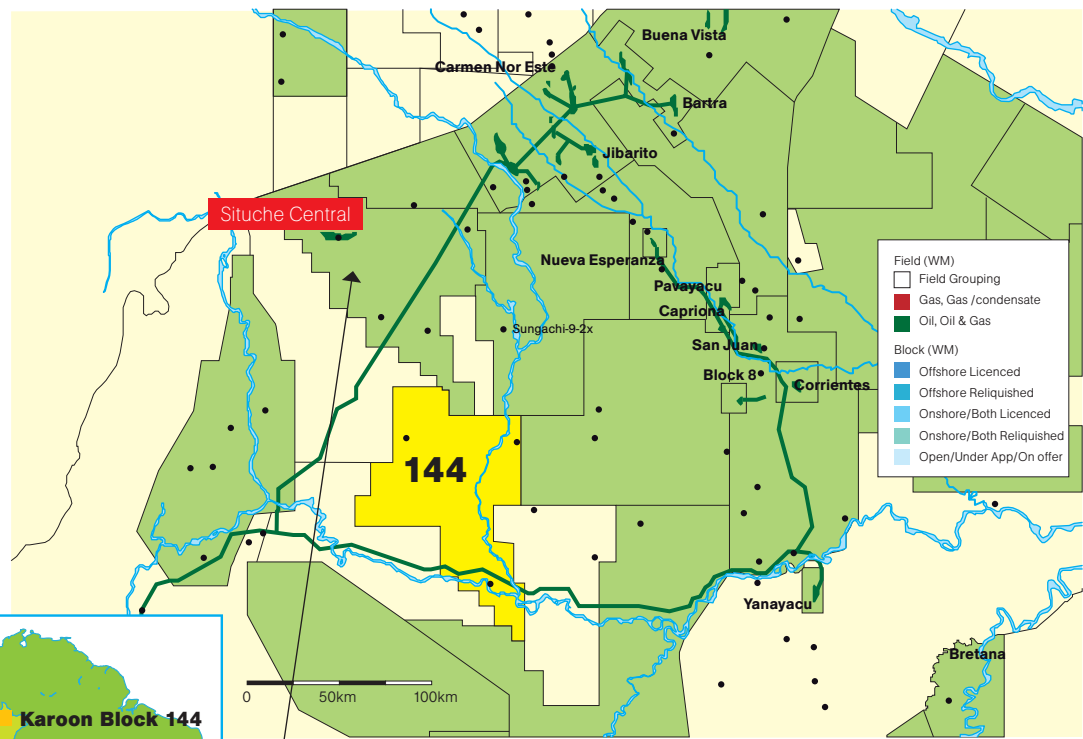 Buena Vista
Carmen Nor Este
Bartra
Jibarito
Situche Central
Nueva Esperanza
Pavayacu
Capriona
Sungachi-9-2x
San Juan
Block 8
Corrientes
144
Yanayacu
Bretana
Field (WM)
Field Grouping
Gas, Gas /condensate
Oil, Oil & Gas
Block (WM)
Offshore Licenced
Offshore Reliquished
Onshore/Both Licenced
Onshore/Both Reliquished
Open/Under App/On offer
0 50km 100km
Karoon Block 144